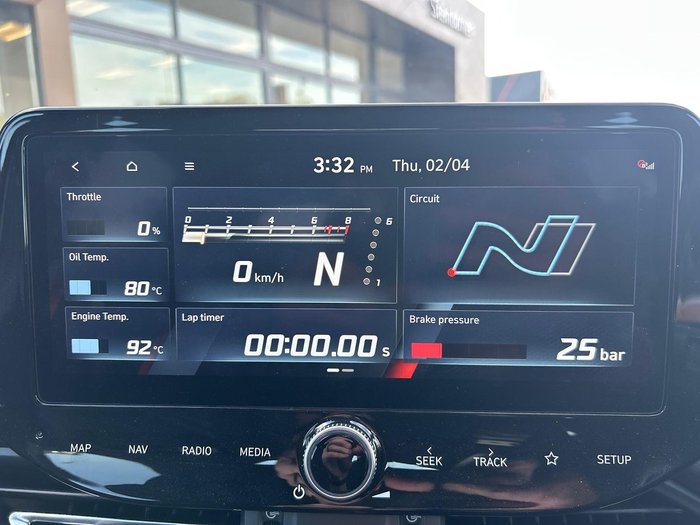 3:32 PM Thu, 02/04
Throttle
0 %
Oil Temp.
80 °C
Engine Temp.
92 °C
0 2 4 6 8
6
1
0 km/h N
Lap timer
00:00.00 S
Circuit
N
Brake pressure
25 bar
MAP NAV RADIO MEDIA
SEEK TRACK SETUP